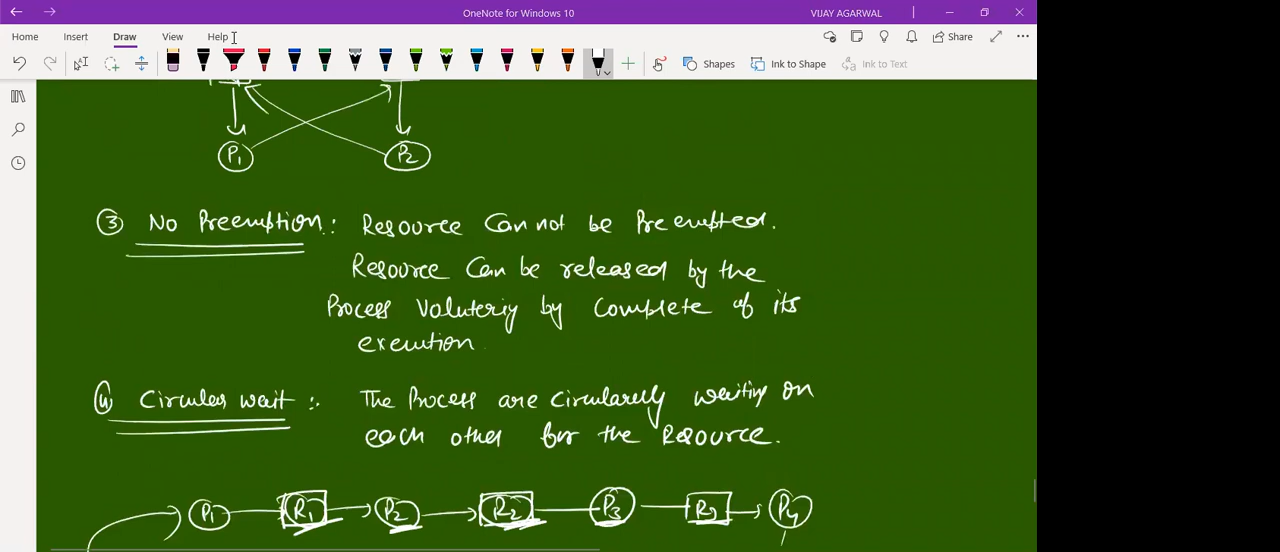 OneNote for Windows 10
VIJAY AGARWAL
Home Insert Draw View Help
Share
Shapes Ink to Shape Ink to Text
P1 P2
③ No Preemption: Resource Can not be Preempted.
Resource Can be released by the
Process Voluteriy by Complete of its
exeution
④ Circular wait: The Process are circularly waiting on
each other for the Resource.
P1 R1 P2 R2 P3 R3 P4